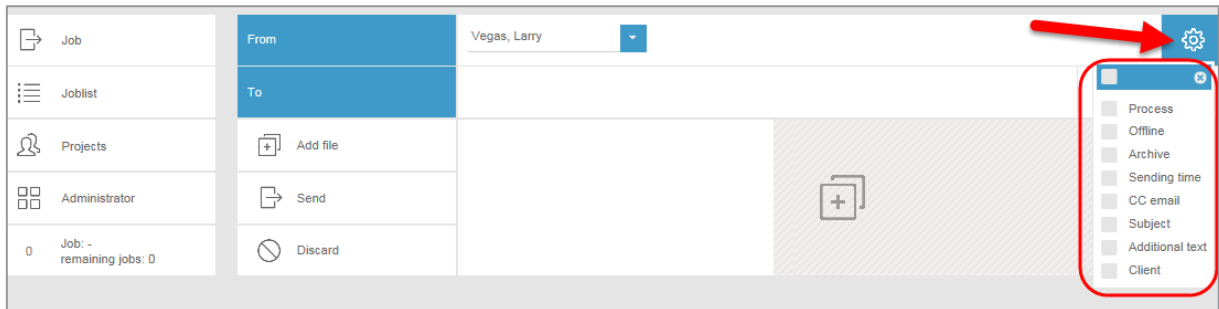 Job
Joblist
Projects
Administrator
0
Job: -
remaining jobs: 0
From
Vegas, Larry
To
Add file
Send
Discard
Process
Offline
Archive
Sending time
CC email
Subject
Additional text
Client